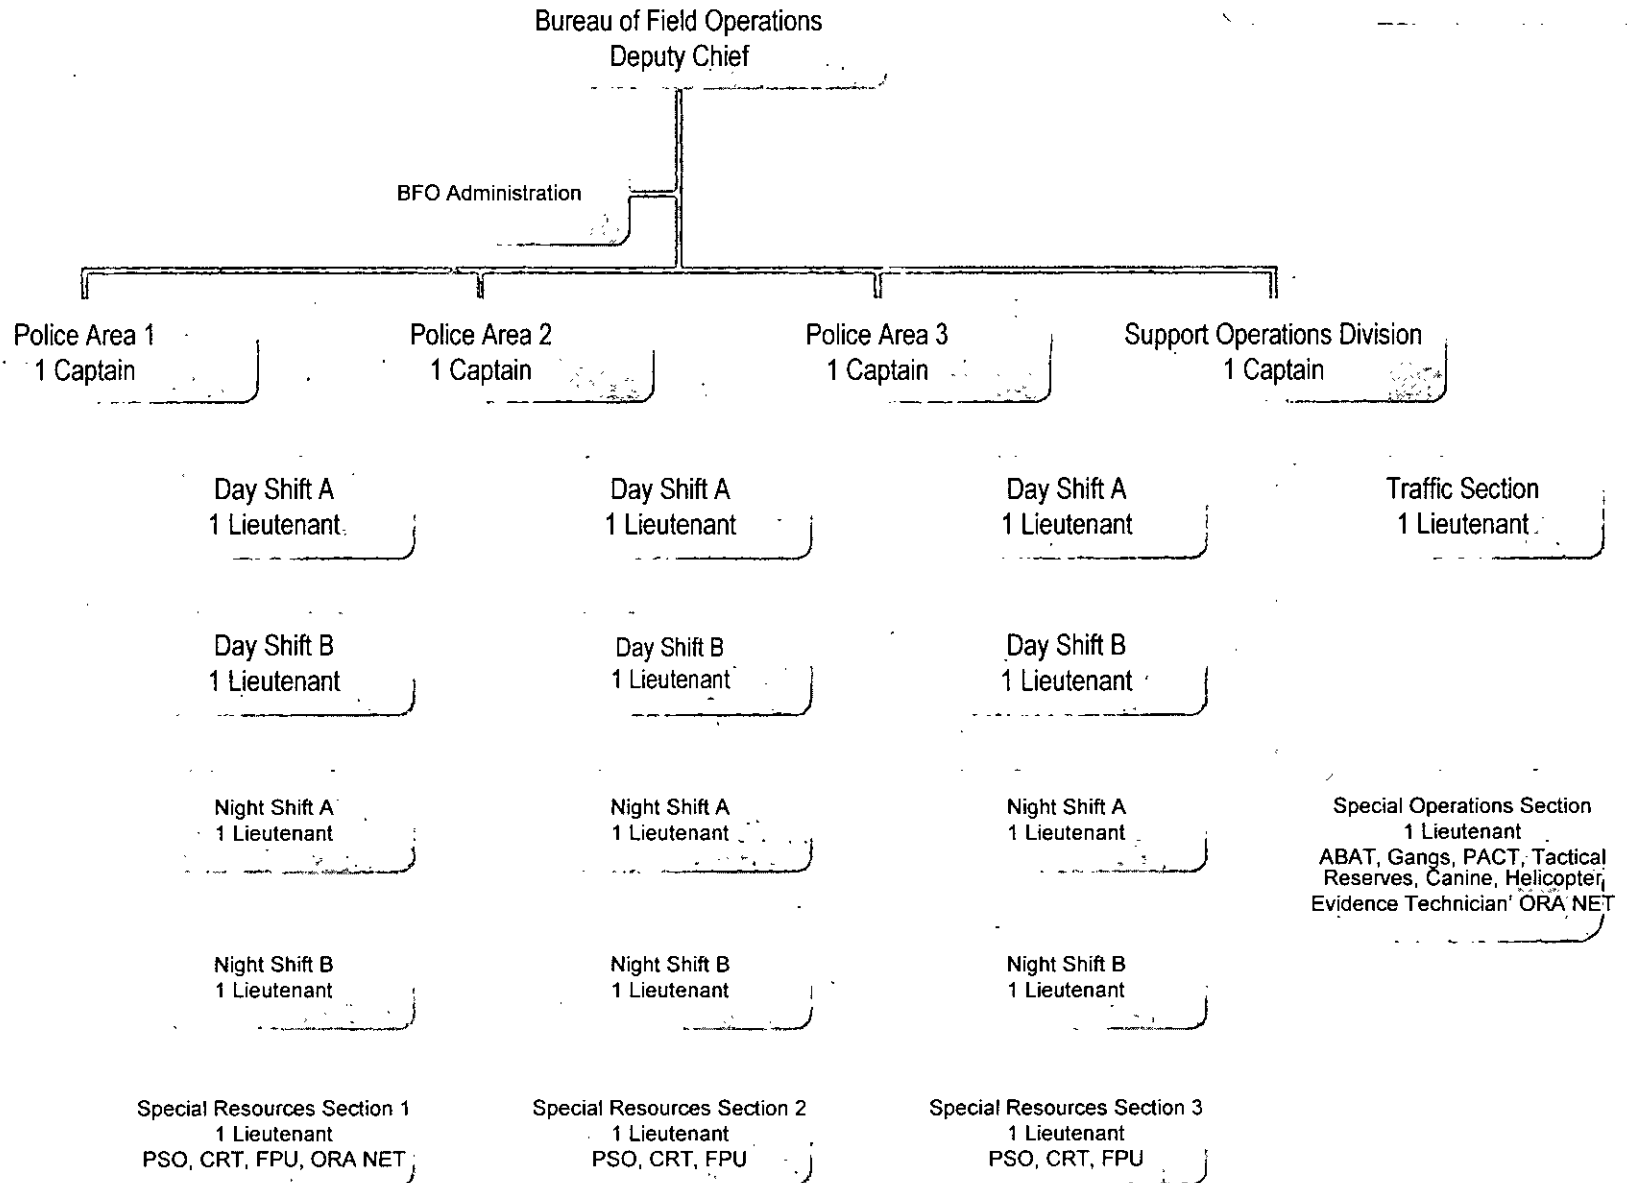 Bureau of Field Operations
Deputy Chief
BFO Administration
Police Area 1
1 Captain
Police Area 2
1 Captain
Police Area 3
1 Captain
Support Operations Division
1 Captain
Day Shift A
1 Lieutenant
Day Shift A
1 Lieutenant
Day Shift A
1 Lieutenant
Traffic Section
1 Lieutenant
Day Shift B
1 Lieutenant
Day Shift B
1 Lieutenant
Day Shift B
1 Lieutenant
Night Shift A
1 Lieutenant
Night Shift A
1 Lieutenant
Night Shift A
1 Lieutenant
Special Operations Section
1 Lieutenant
ABAT, Gangs, PACT, Tactical
Reserves, Canine, Helicopter,
Evidence Technician' ORA NET
Night Shift B
1 Lieutenant
Night Shift B
1 Lieutenant
Night Shift B
1 Lieutenant
Special Resources Section 1
1 Lieutenant
PSO, CRT, FPU, ORA NET
Special Resources Section 2
1 Lieutenant
PSO, CRT, FPU
Special Resources Section 3
1 Lieutenant
PSO, CRT, FPU